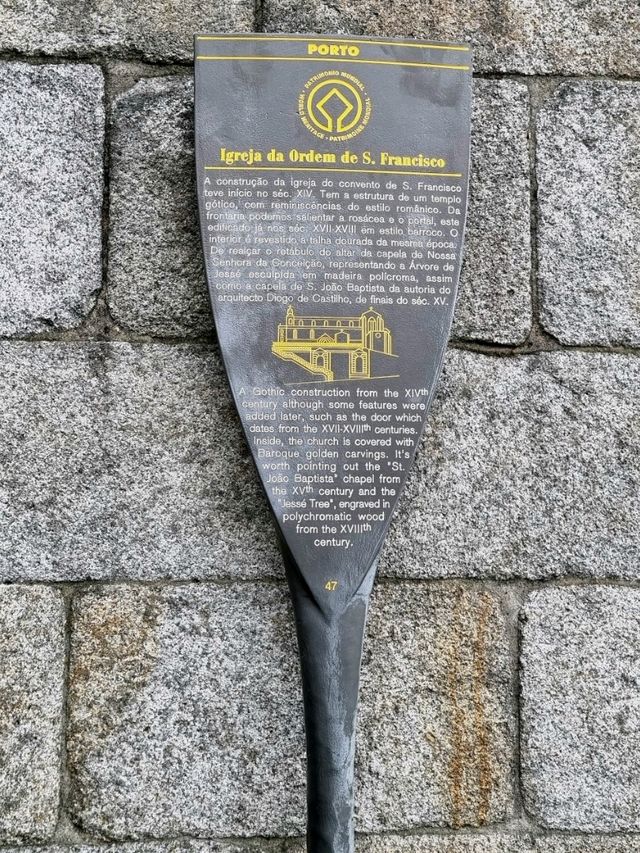 PORTO
PATRIMONIO MUNDIAL
WORLD HERITAGE • PATRIMOINE MONDIAL
Igreja da Ordem de S. Francisco
A construção da igreja do convento de S. Francisco
teve início no séc. XIV. Tem a estrutura de um templo
gótico, com reminiscências do estilo românico. Da
frontaria podemos salientar a rosácea e o portal, este
edificado já nos séc. XVII-XVIII em estilo barroco. O
interior é revestido a talha dourada da mesma época.
De realçar o retábulo do altar da capela de Nossa
Senhora da Conceição, representando a Árvore de
Jessé esculpida em madeira polícroma, assim
como a capela de S. João Baptista da autoria do
arquitecto Diogo de Castilho, de finais do séc. XV.
A Gothic construction from the XIVth
century although some features were
added later, such as the door which
dates from the XVII-XVIIIth centuries.
Inside, the church is covered with
Baroque golden carvings. It's
worth pointing out the "St.
João Baptista" chapel from
the XVth century and the
"Jessé Tree", engraved in
polychromatic wood
from the XVIIIth
century.
47